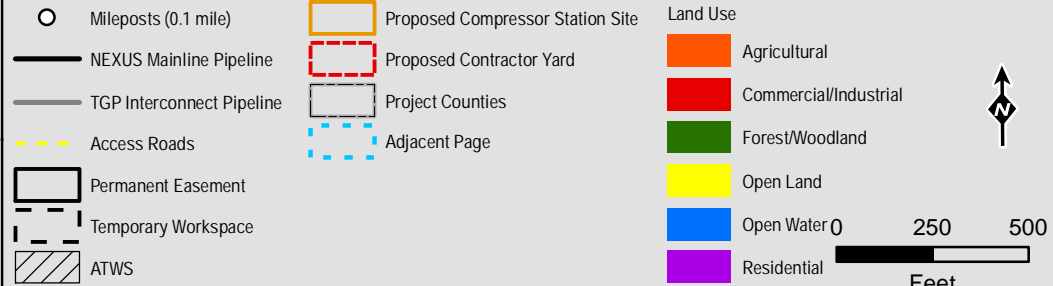 Mileposts (0.1 mile)
NEXUS Mainline Pipeline
TGP Interconnect Pipeline
Access Roads
Permanent Easement
Temporary Workspace
ATWS
Proposed Compressor Station Site
Proposed Contractor Yard
Project Counties
Adjacent Page
Land Use
Agricultural
Commercial/Industrial
Forest/Woodland
Open Land
Open Water
Residential
N
0 250 500
Feet